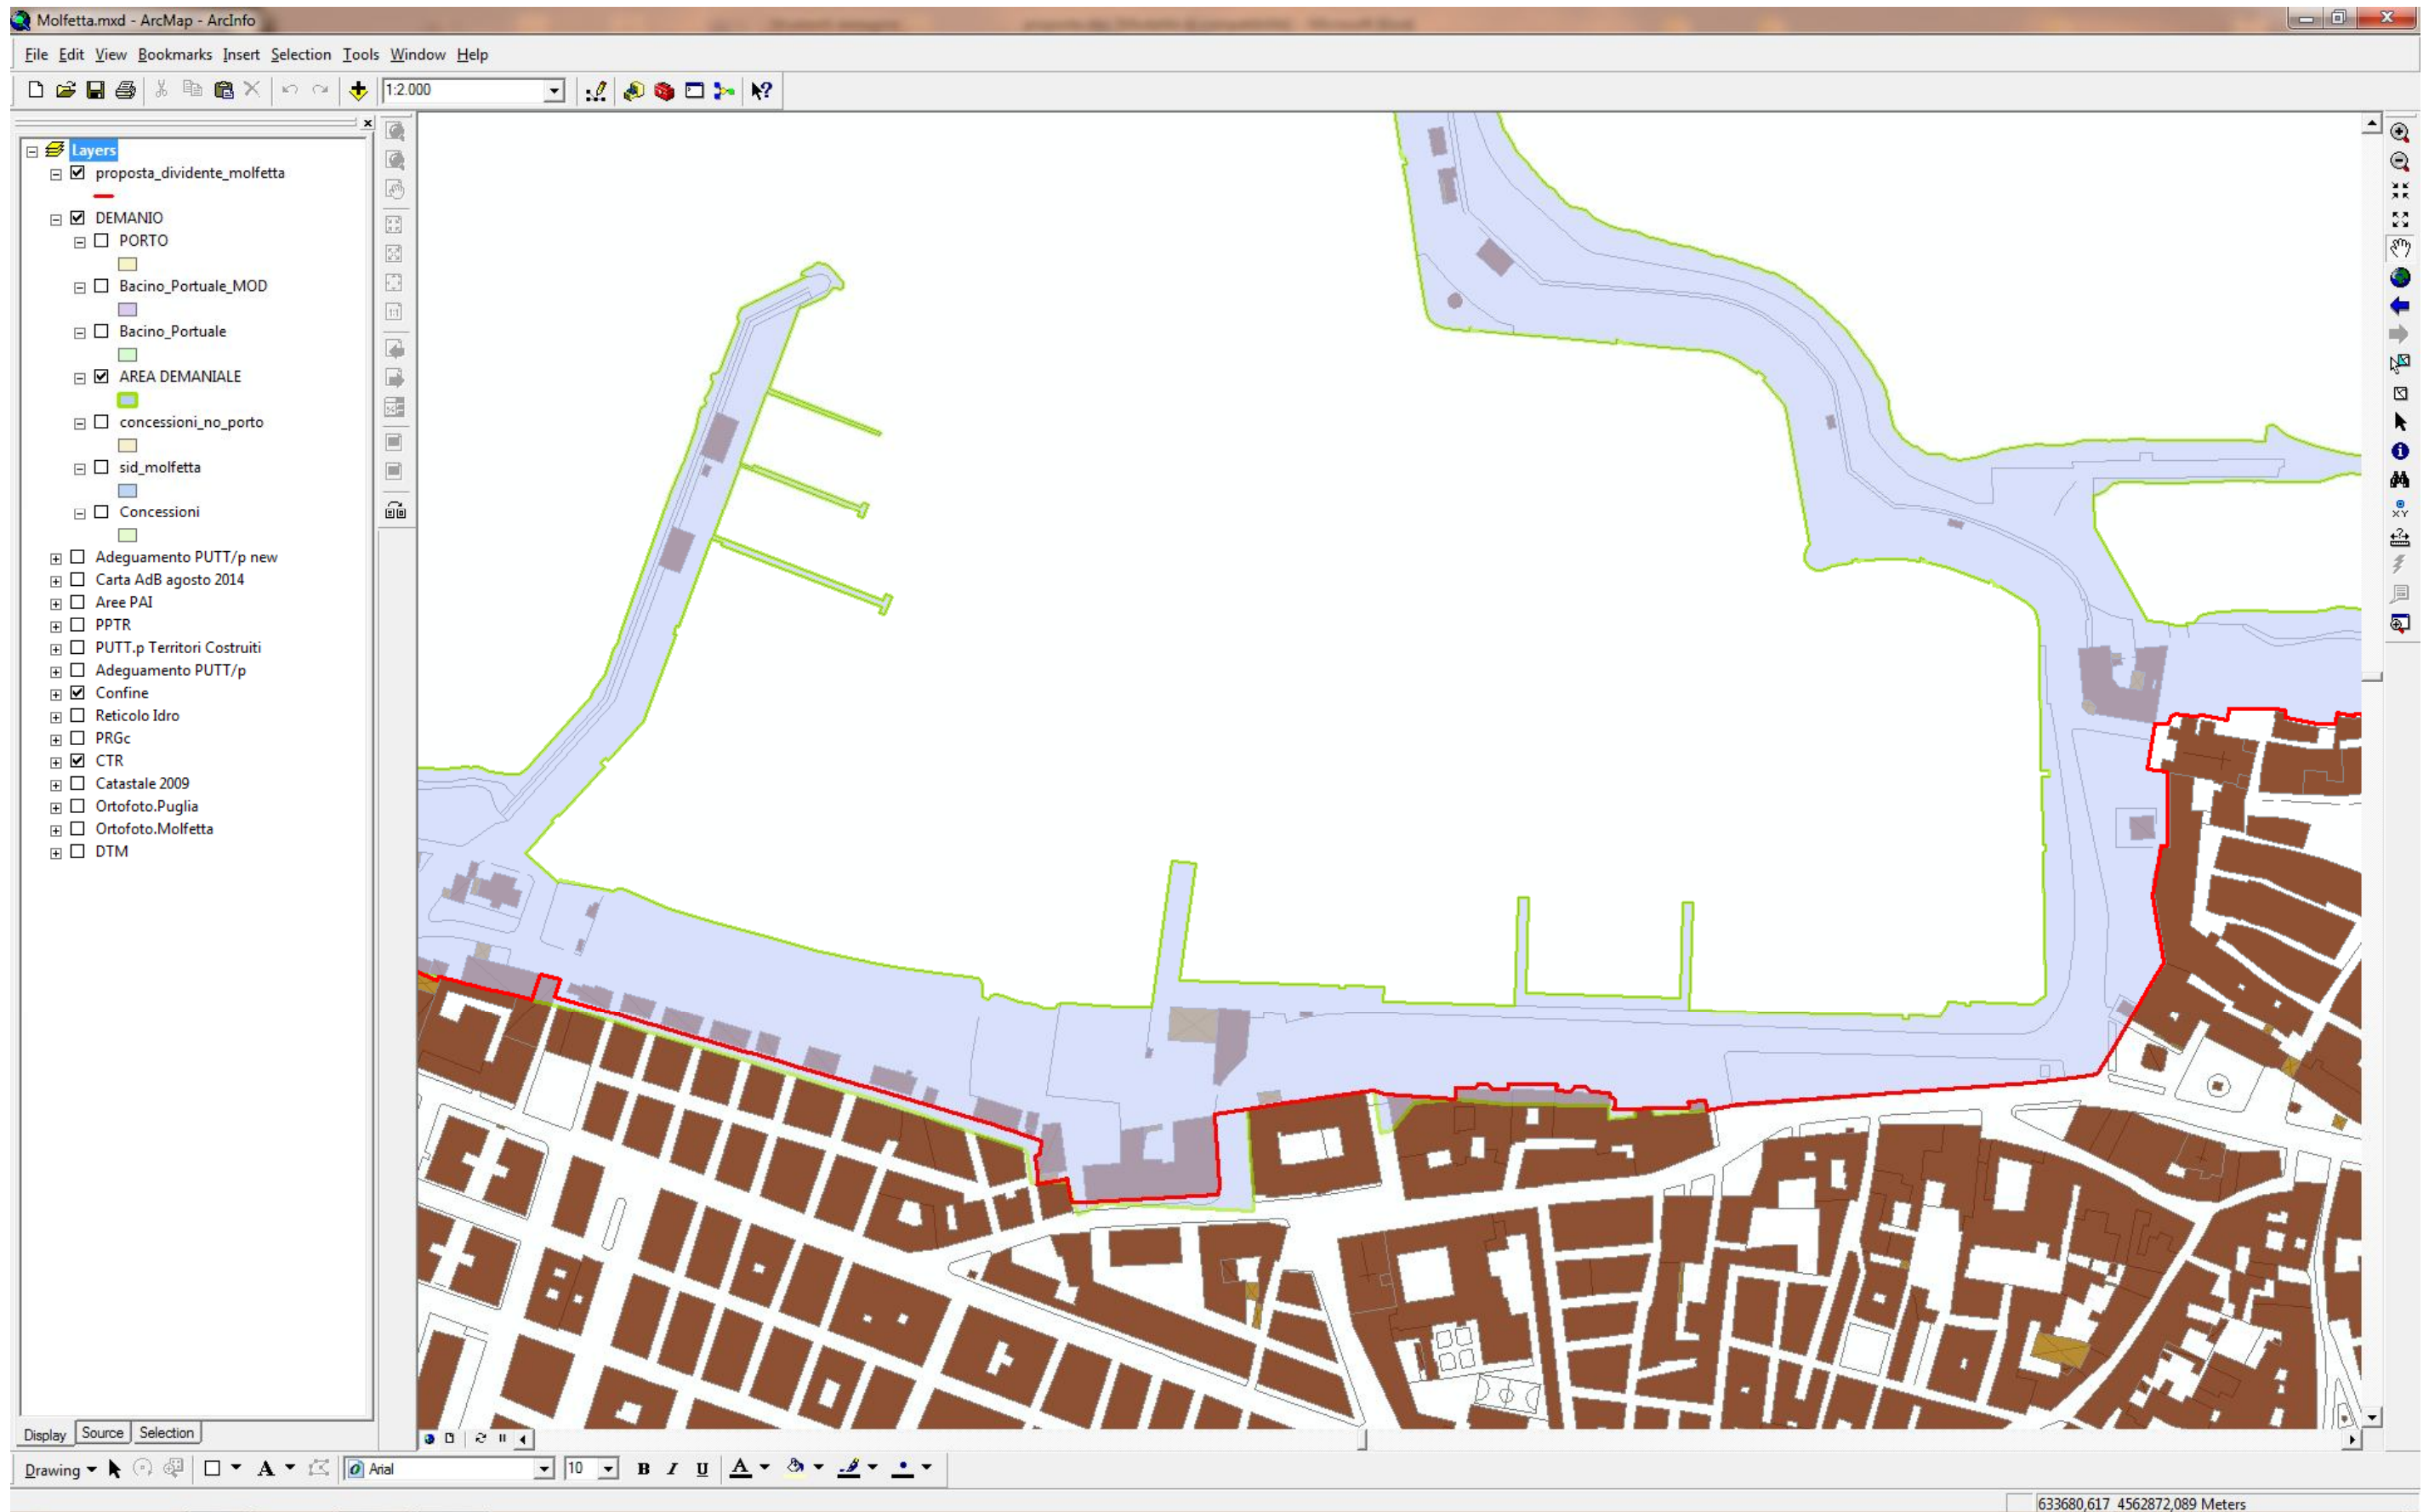 Molfetta.mxd - ArcMap - ArcInfo
File Edit View Bookmarks Insert Selection Tools Window Help
1:2.000
Layers
proposta_dividente_molfetta
DEMANIO
PORTO
Bacino_Portuale_MOD
Bacino_Portuale
AREA DEMANIALE
concessioni_no_porto
sid_molfetta
Concessioni
Adeguamento PUTT/p new
Carta AdB agosto 2014
Aree PAI
PPTR
PUTT.p Territori Costruiti
Adeguamento PUTT/p
Confine
Reticolo Idro
PRGc
CTR
Catastale 2009
Ortofoto.Puglia
Ortofoto.Molfetta
DTM
Display Source Selection
Drawing A Arial 10 B I U A
633680,617 4562872,089 Meters